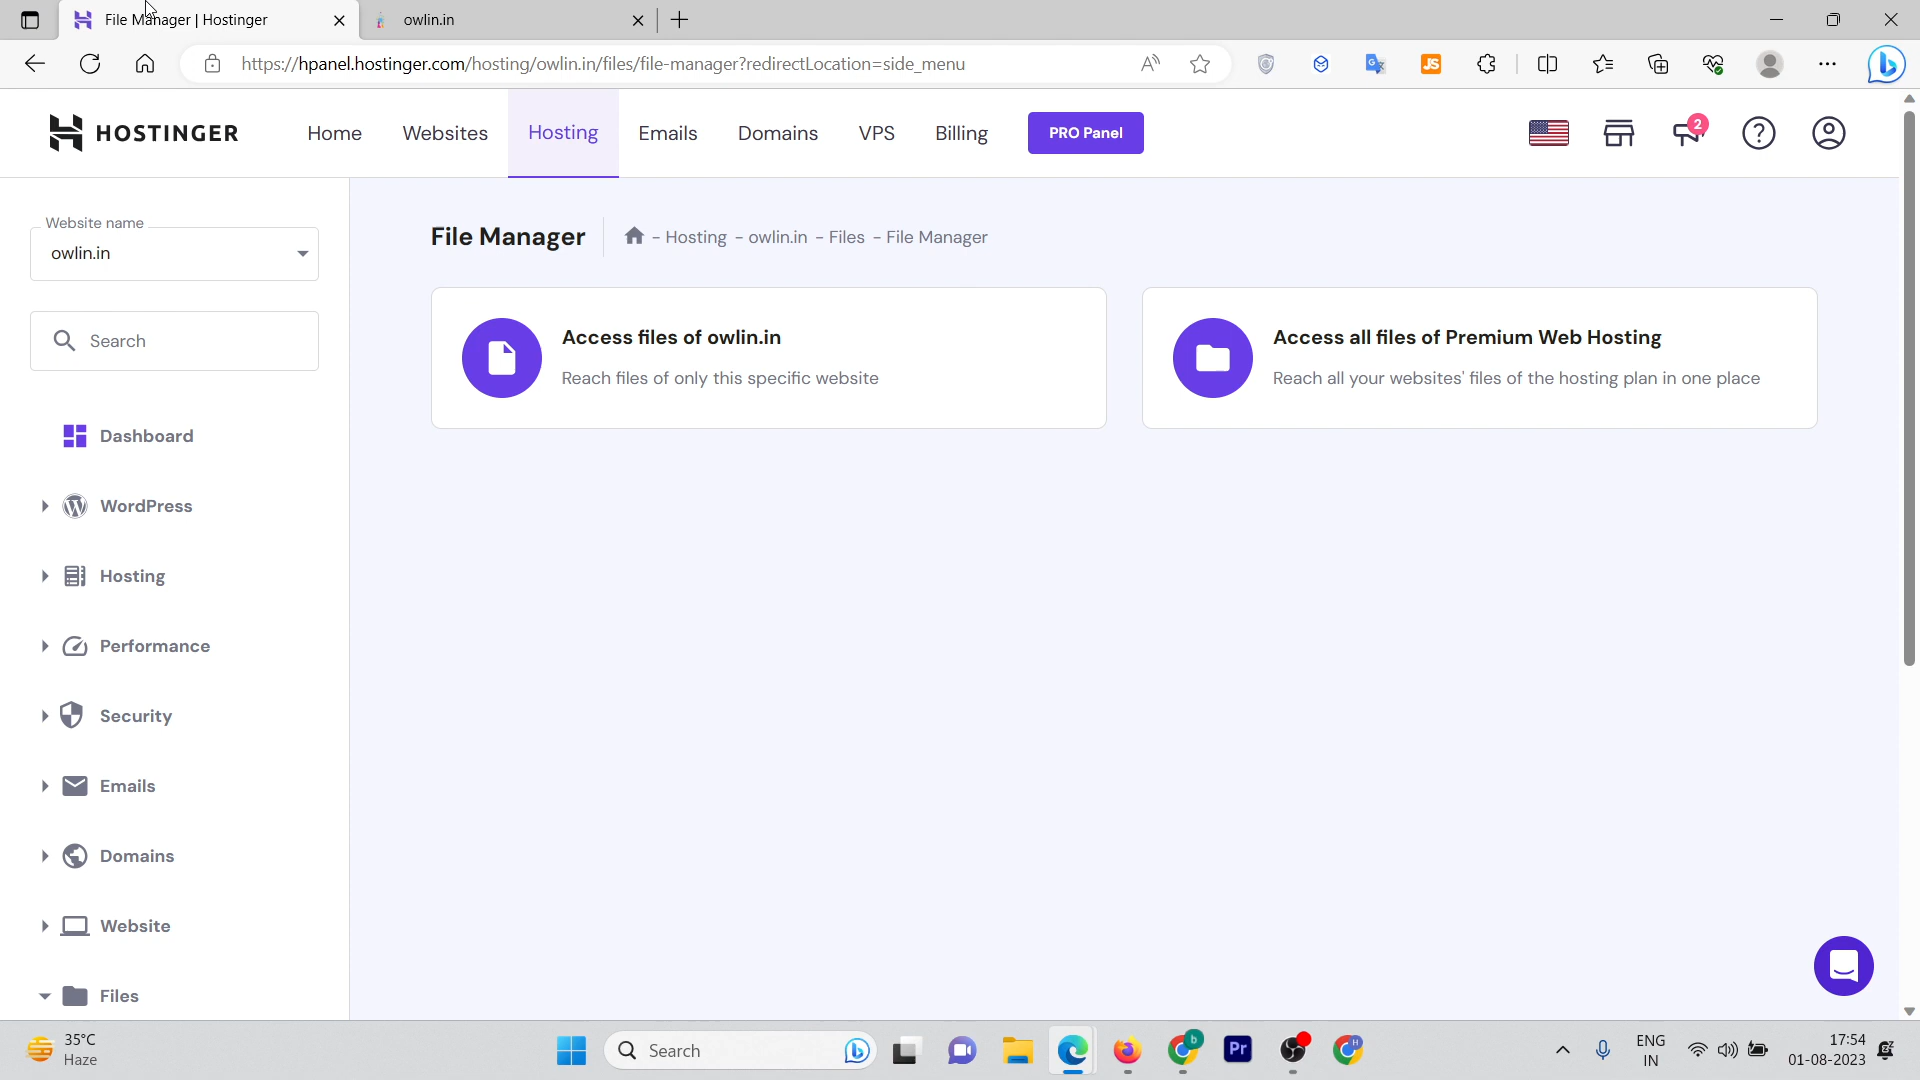 File Manager | Hostinger
owlin.in
https://hpanel.hostinger.com/hosting/owlin.in/files/file-manager?redirectLocation=side_menu
HOSTINGER
Home
Websites
Hosting
Emails
Domains
VPS
Billing
PRO Panel
2
Website name
owlin.in
Search
Dashboard
WordPress
Hosting
Performance
Security
Emails
Domains
Website
Files
File Manager
- Hosting - owlin.in - Files - File Manager
Access files of owlin.in
Reach files of only this specific website
Access all files of Premium Web Hosting
Reach all your websites' files of the hosting plan in one place
35°C
Haze
Search
b
Pr
H
ENG
IN
17:54
01-08-2023
JS